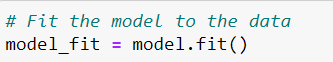 # Fit the model to the data
model_fit = model.fit()